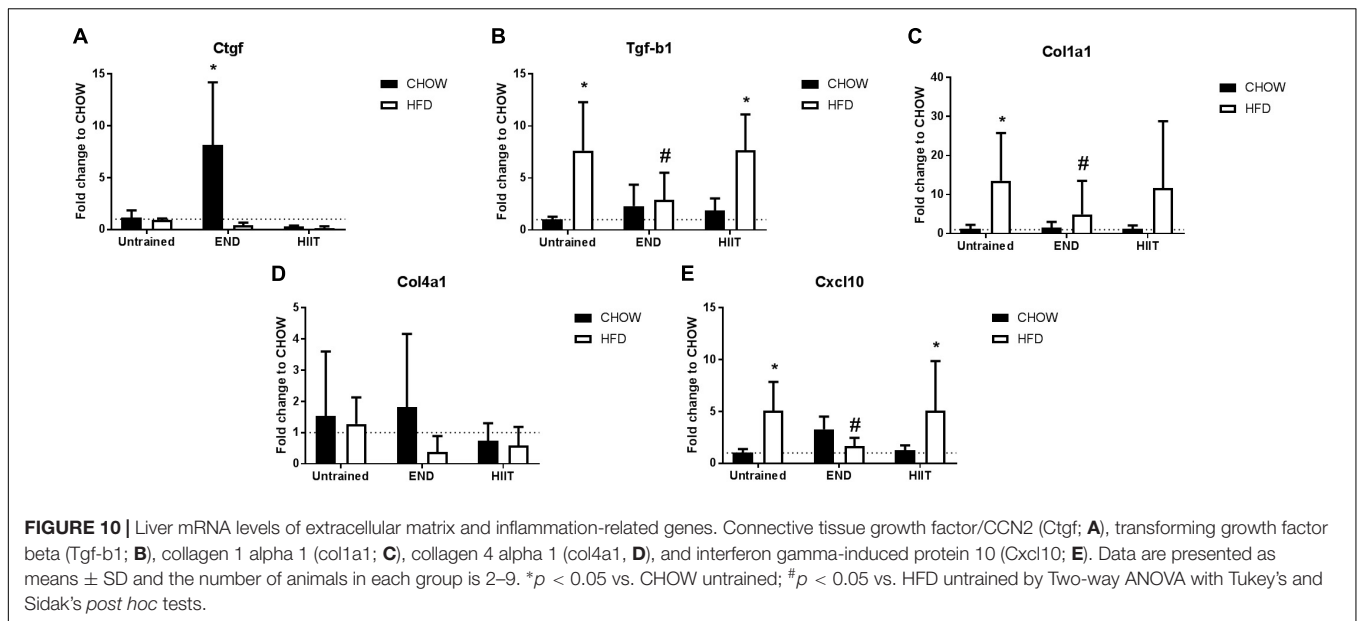 A
Ctgf
*
15
10
5
0
Fold change to CHOW
Untrained END HIIT
CHOW
HFD
B
Tgf-b1
* # *
15
10
5
0
Fold change to CHOW
Untrained END HIIT
CHOW
HFD
C
Col1a1
* #
40
30
20
10
0
Fold change to CHOW
Untrained END HIIT
CHOW
HFD
D
Col4a1
5
4
3
2
1
0
Fold change to CHOW
Untrained END HIIT
CHOW
HFD
E
Cxcl10
* # *
15
10
5
0
Fold change to CHOW
Untrained END HIIT
CHOW
HFD
FIGURE 10 | Liver mRNA levels of extracellular matrix and inflammation-related genes. Connective tissue growth factor/CCN2 (Ctgf; A), transforming growth factor
beta (Tgf-b1; B), collagen 1 alpha 1 (col1a1; C), collagen 4 alpha 1 (col4a1, D), and interferon gamma-induced protein 10 (Cxcl10; E). Data are presented as
means ± SD and the number of animals in each group is 2–9. *p < 0.05 vs. CHOW untrained; #p < 0.05 vs. HFD untrained by Two-way ANOVA with Tukey's and
Sidak's post hoc tests.